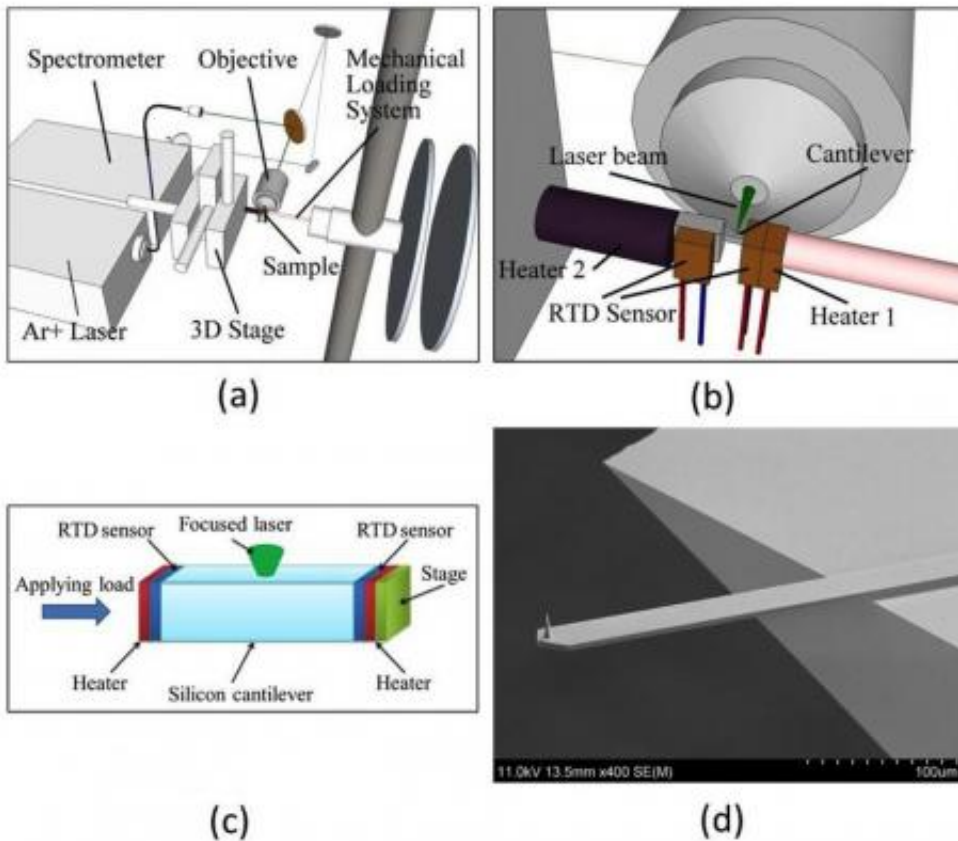 Spectrometer
Objective
Mechanical
Loading
System
Sample
3D Stage
Ar+ Laser
(a)
Laser beam
Cantilever
Heater 2
RTD Sensor
Heater 1
(b)
Focused laser
RTD sensor
RTD sensor
Applying load
Stage
Heater
Silicon cantilever
Heater
(c)
11.0kV 13.5mm x400 SE(M)
100um
(d)